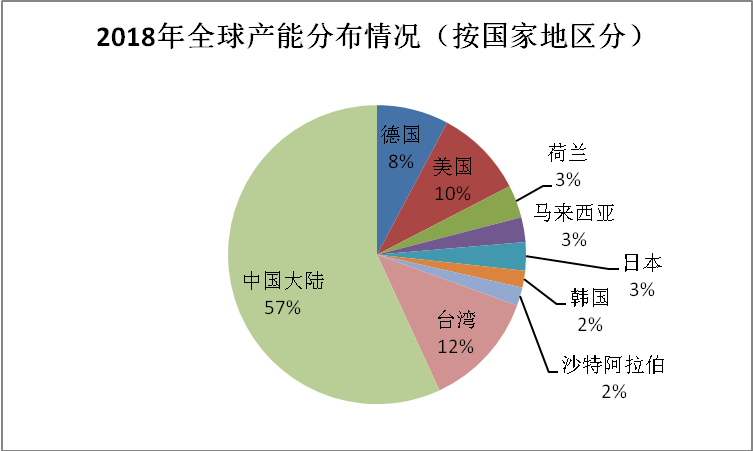 2018年全球产能分布情况（按国家地区分）
德国
8%
美国
10%
荷兰
3%
马来西亚
3%
日本
3%
韩国
2%
沙特阿拉伯
2%
台湾
12%
中国大陆
57%